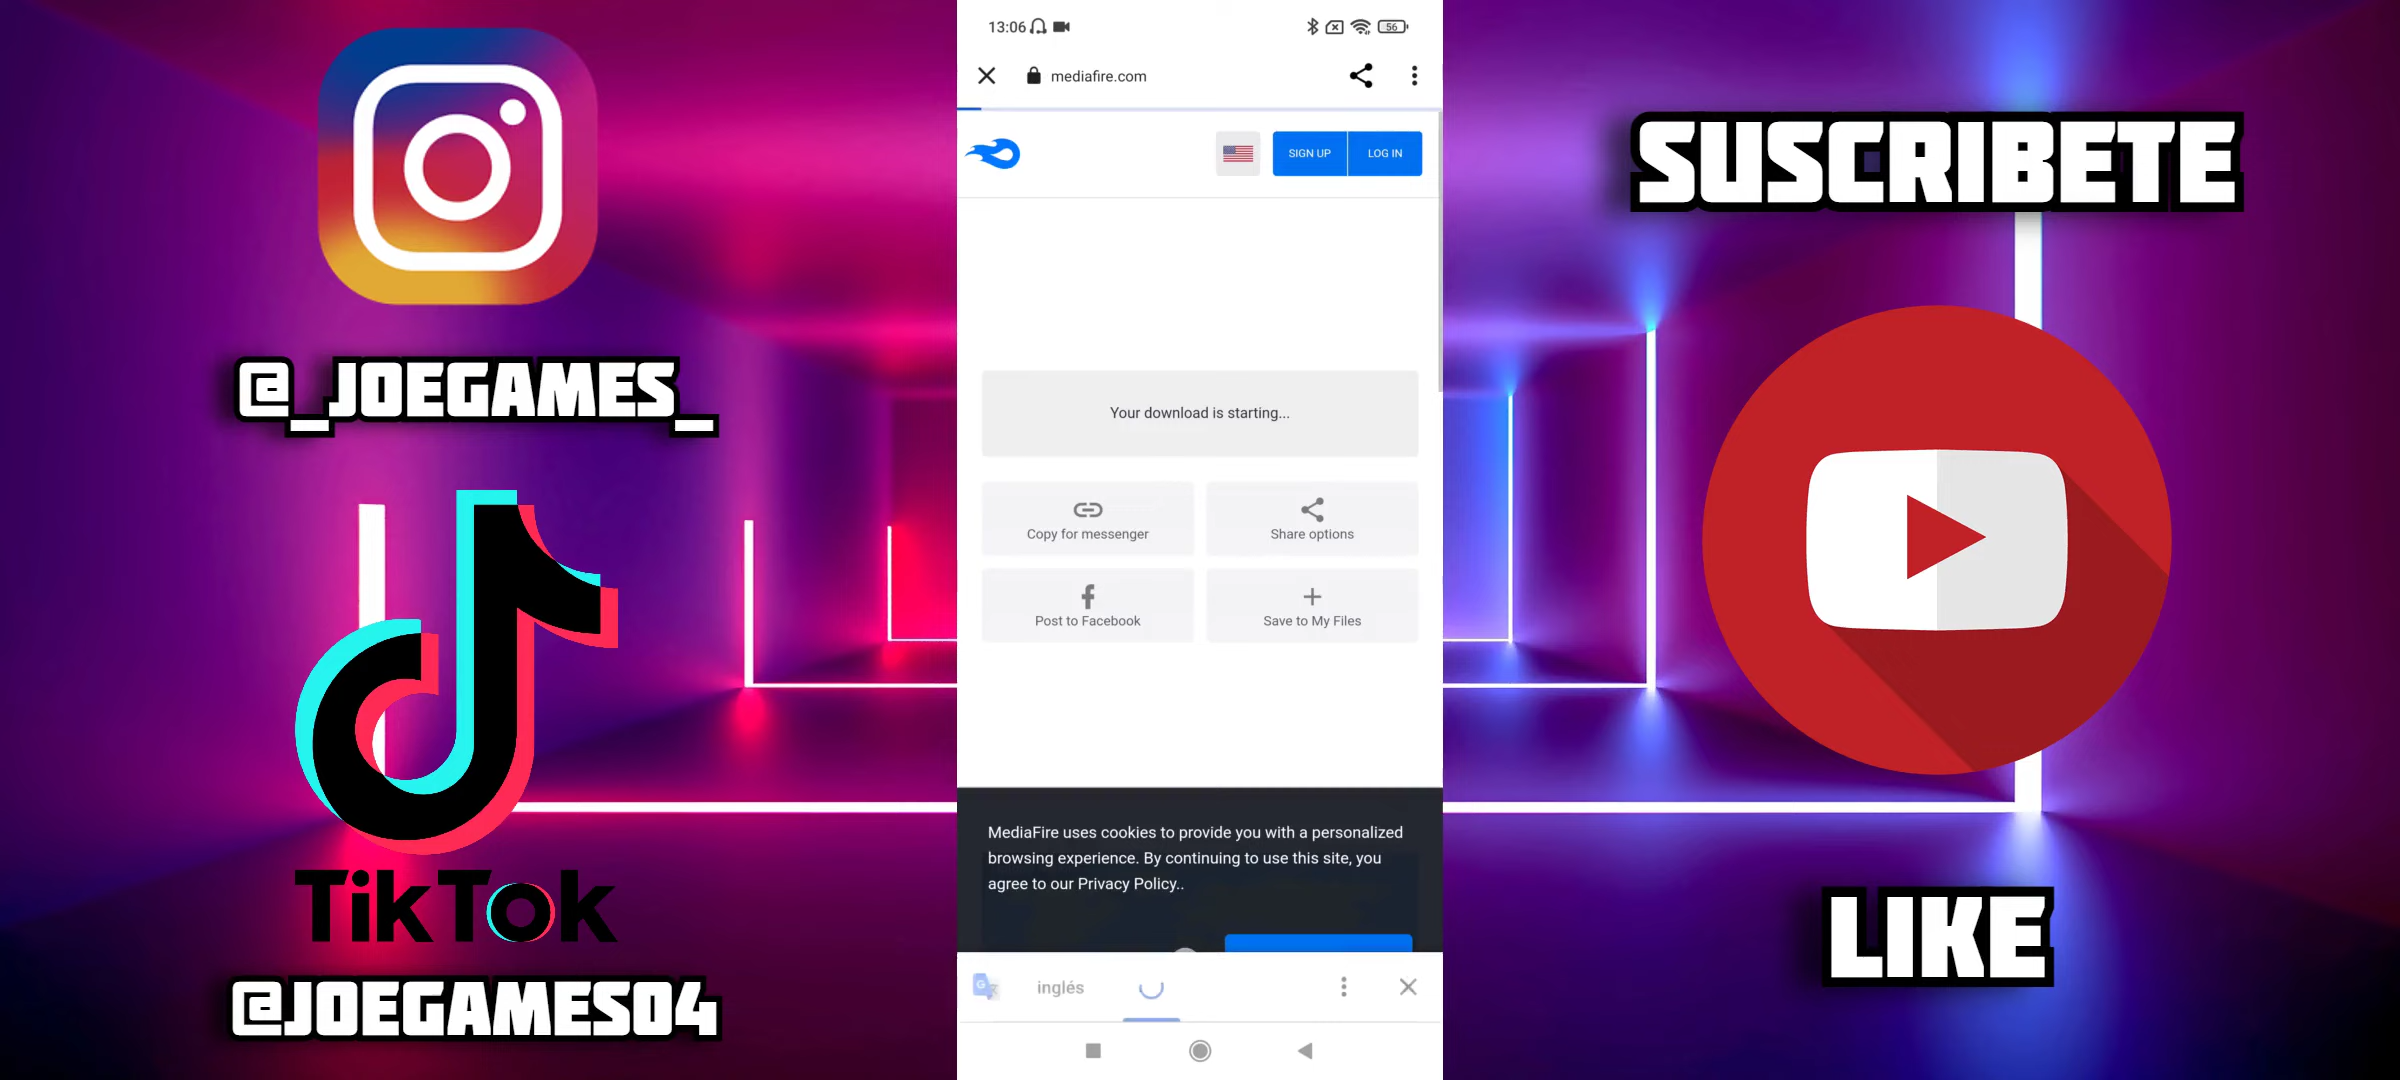 @_JOEGAMES_
TikTok
@JOEGAMES04
13:06
56
mediafire.com
SIGN UP
LOG IN
Your download is starting...
Copy for messenger
Share options
Post to Facebook
Save to My Files
MediaFire uses cookies to provide you with a personalized
browsing experience. By continuing to use this site, you
agree to our Privacy Policy..
G
inglés
SUSCRIBETE
LIKE